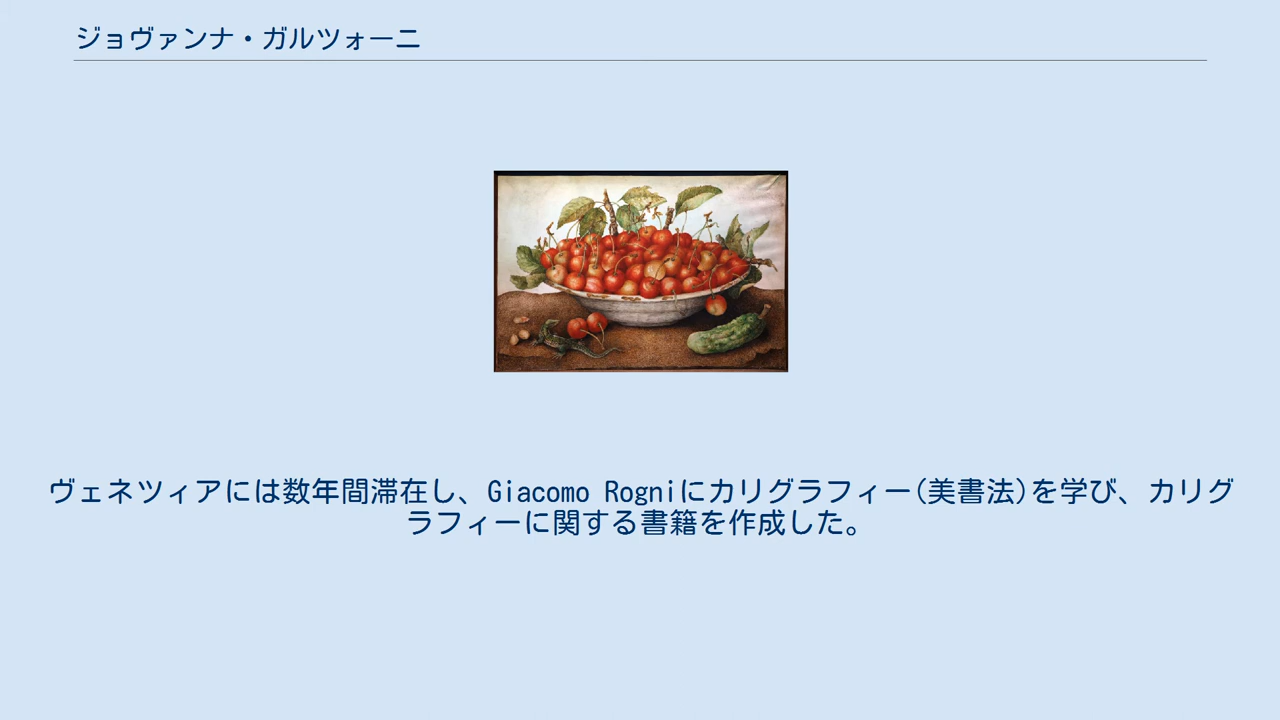 ジョヴァンナ・ガルツォーニ
ヴェネツィアには数年間滞在し、Giacomo Rogniにカリグラフィー(美書法)を学び、カリグ
ラフィーに関する書籍を作成した。